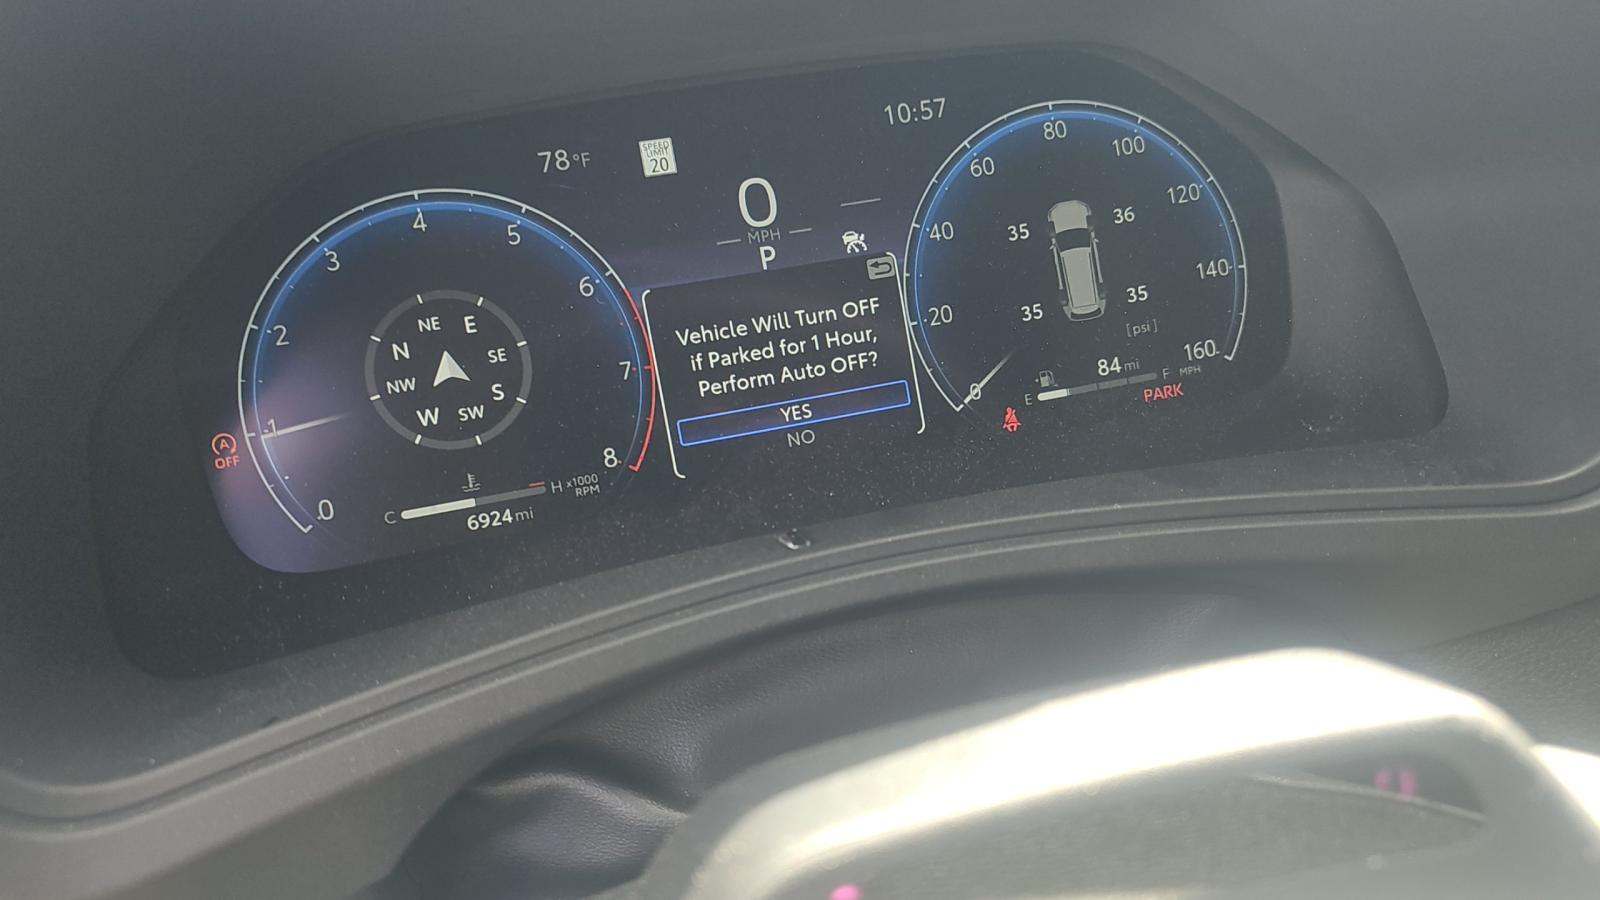 10:57
78°F
SPEED
LIMIT
20
0
MPH
P
0
1
2
3
4
5
6
7
8
x1000
RPM
N
NE
E
SE
S
SW
W
NW
A
OFF
C
H
6924 mi
Vehicle Will Turn OFF
if Parked for 1 Hour,
Perform Auto OFF?
YES
NO
0
20
40
60
80
100
120
140
160
MPH
35 36
35 35
[psi]
84 mi
E F
PARK